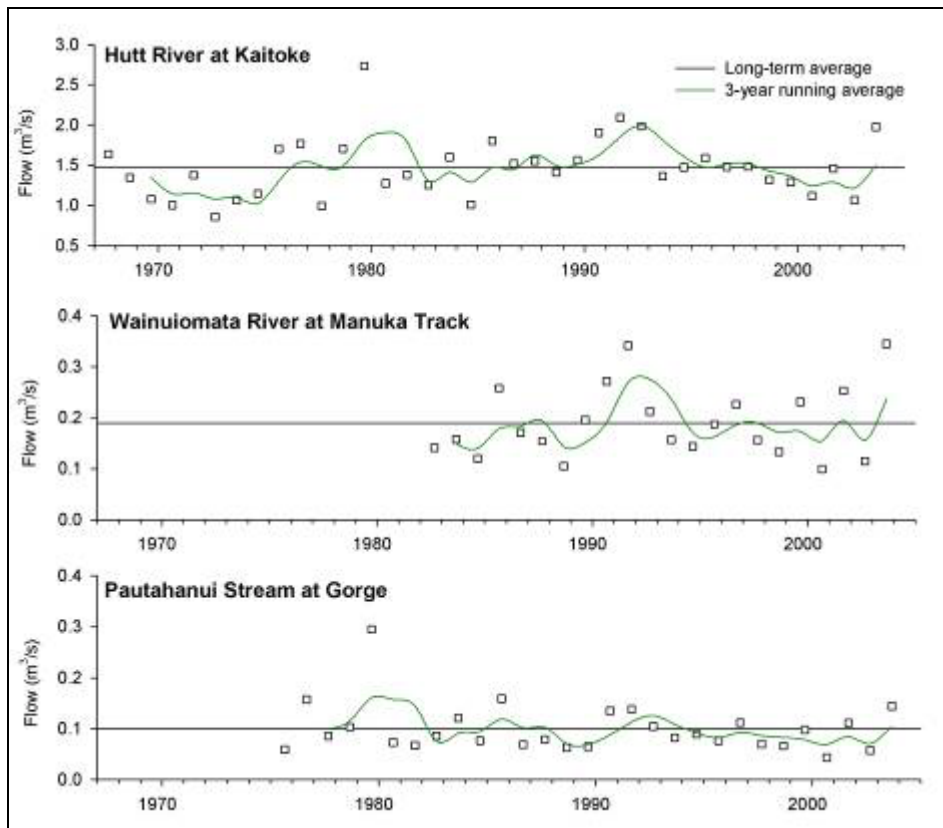 Hutt River at Kaitoke
Long-term average
3-year running average
Flow (m³/s)
3.0
2.5
2.0
1.5
1.0
0.5
1970 1980 1990 2000
Wainuiomata River at Manuka Track
Flow (m³/s)
0.4
0.3
0.2
0.1
0.0
1970 1980 1990 2000
Pautahanui Stream at Gorge
Flow (m³/s)
0.4
0.3
0.2
0.1
0.0
1970 1980 1990 2000